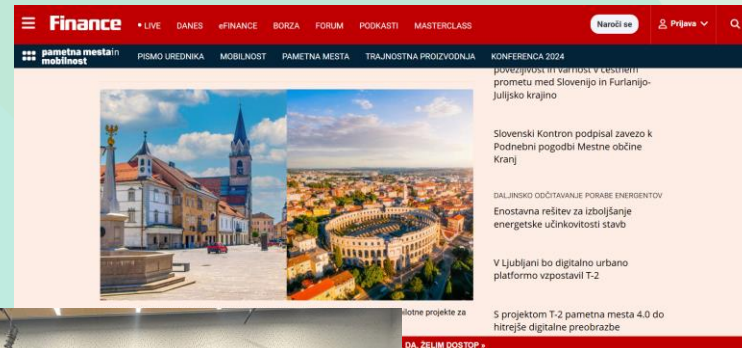 Finance
• LIVE DANES eFINANCE BORZA FORUM PODKASTI MASTERCLASS
Naroči se
Prijava
pametna mesta in
mobilnost
PISMO UREDNIKA MOBILNOST PAMETNA MESTA TRAJNOSTNA PROIZVODNJA KONFERENCA 2024
povezljivost in varnost v cestnem
prometu med Slovenijo in Furlanijo-
Julijsko krajino
Slovenski Kontron podpisal zavezo k
Podnebni pogodbi Mestne občine
Kranj
DALJINSKO ODČITAVANJE PORABE ENERGENTOV
Enostavna rešitev za izboljšanje
energetske učinkovitosti stavb
V Ljubljani bo digitalno urbano
platformo vzpostavil T-2
S projektom T-2 pametna mesta 4.0 do
hitrejše digitalne preobrazbe
pilotne projekte za
DA, ŽELIM DOSTOP »